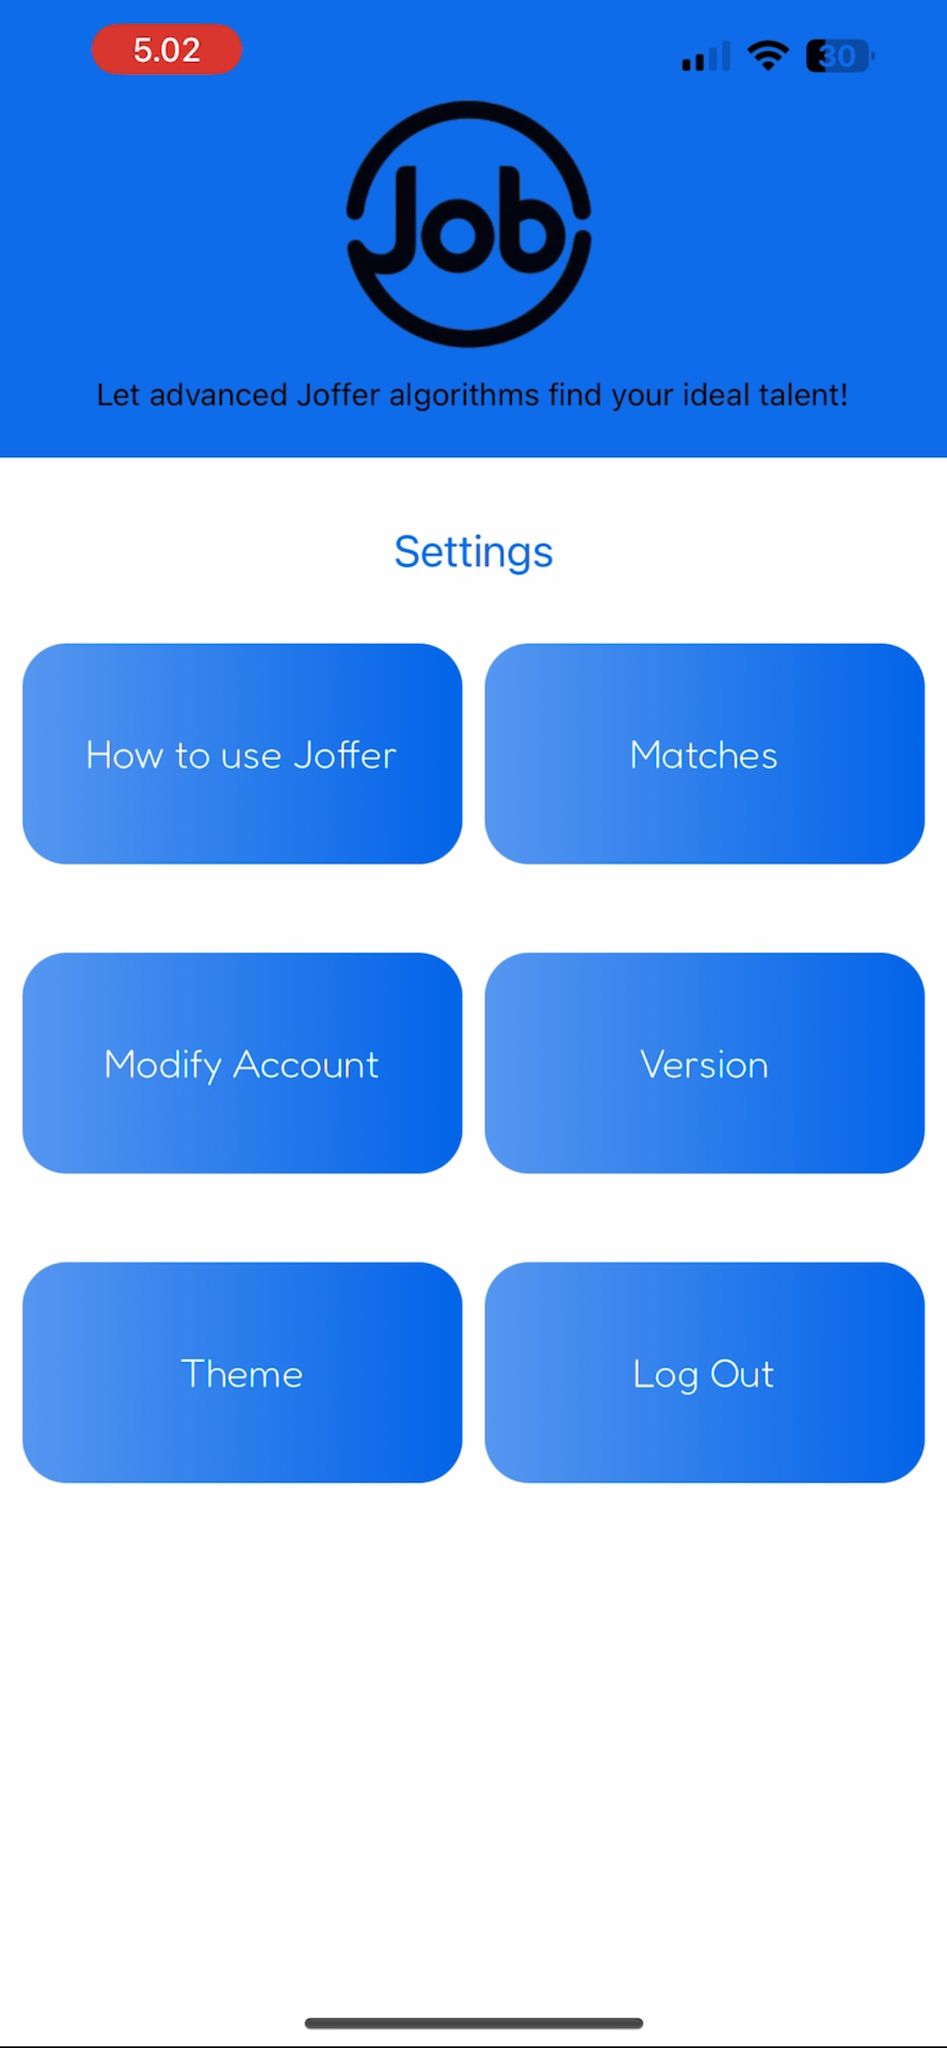 5.02
30
Job
Let advanced Joffer algorithms find your ideal talent!
Settings
How to use Joffer
Matches
Modify Account
Version
Theme
Log Out